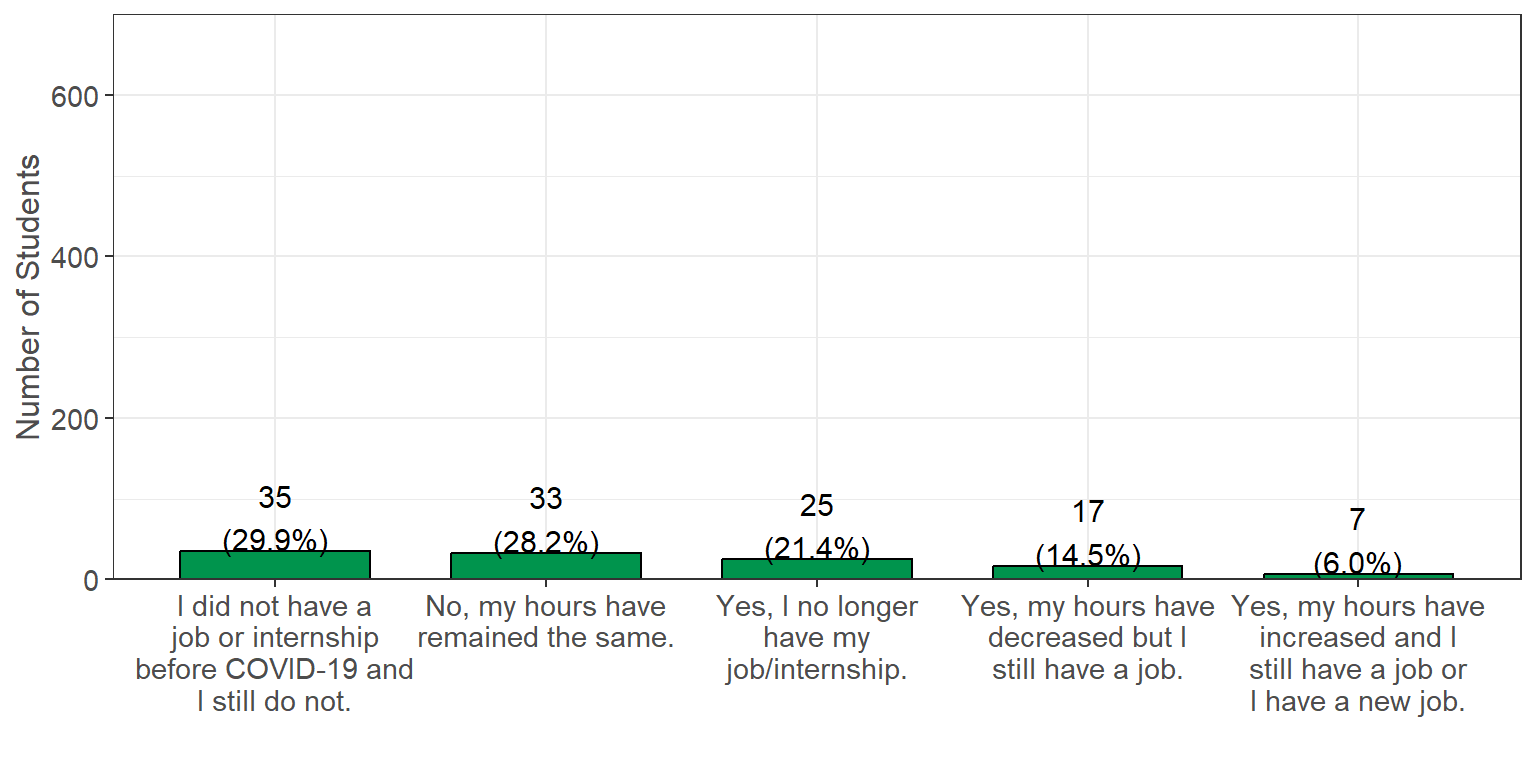 Number of Students
600
400
200
0
35
(29.9%)
33
(28.2%)
25
(21.4%)
17
(14.5%)
7
(6.0%)
I did not have a
job or internship
before COVID-19 and
I still do not.
No, my hours have
remained the same.
Yes, I no longer
have my
job/internship.
Yes, my hours have
decreased but I
still have a job.
Yes, my hours have
increased and I
still have a job or
I have a new job.